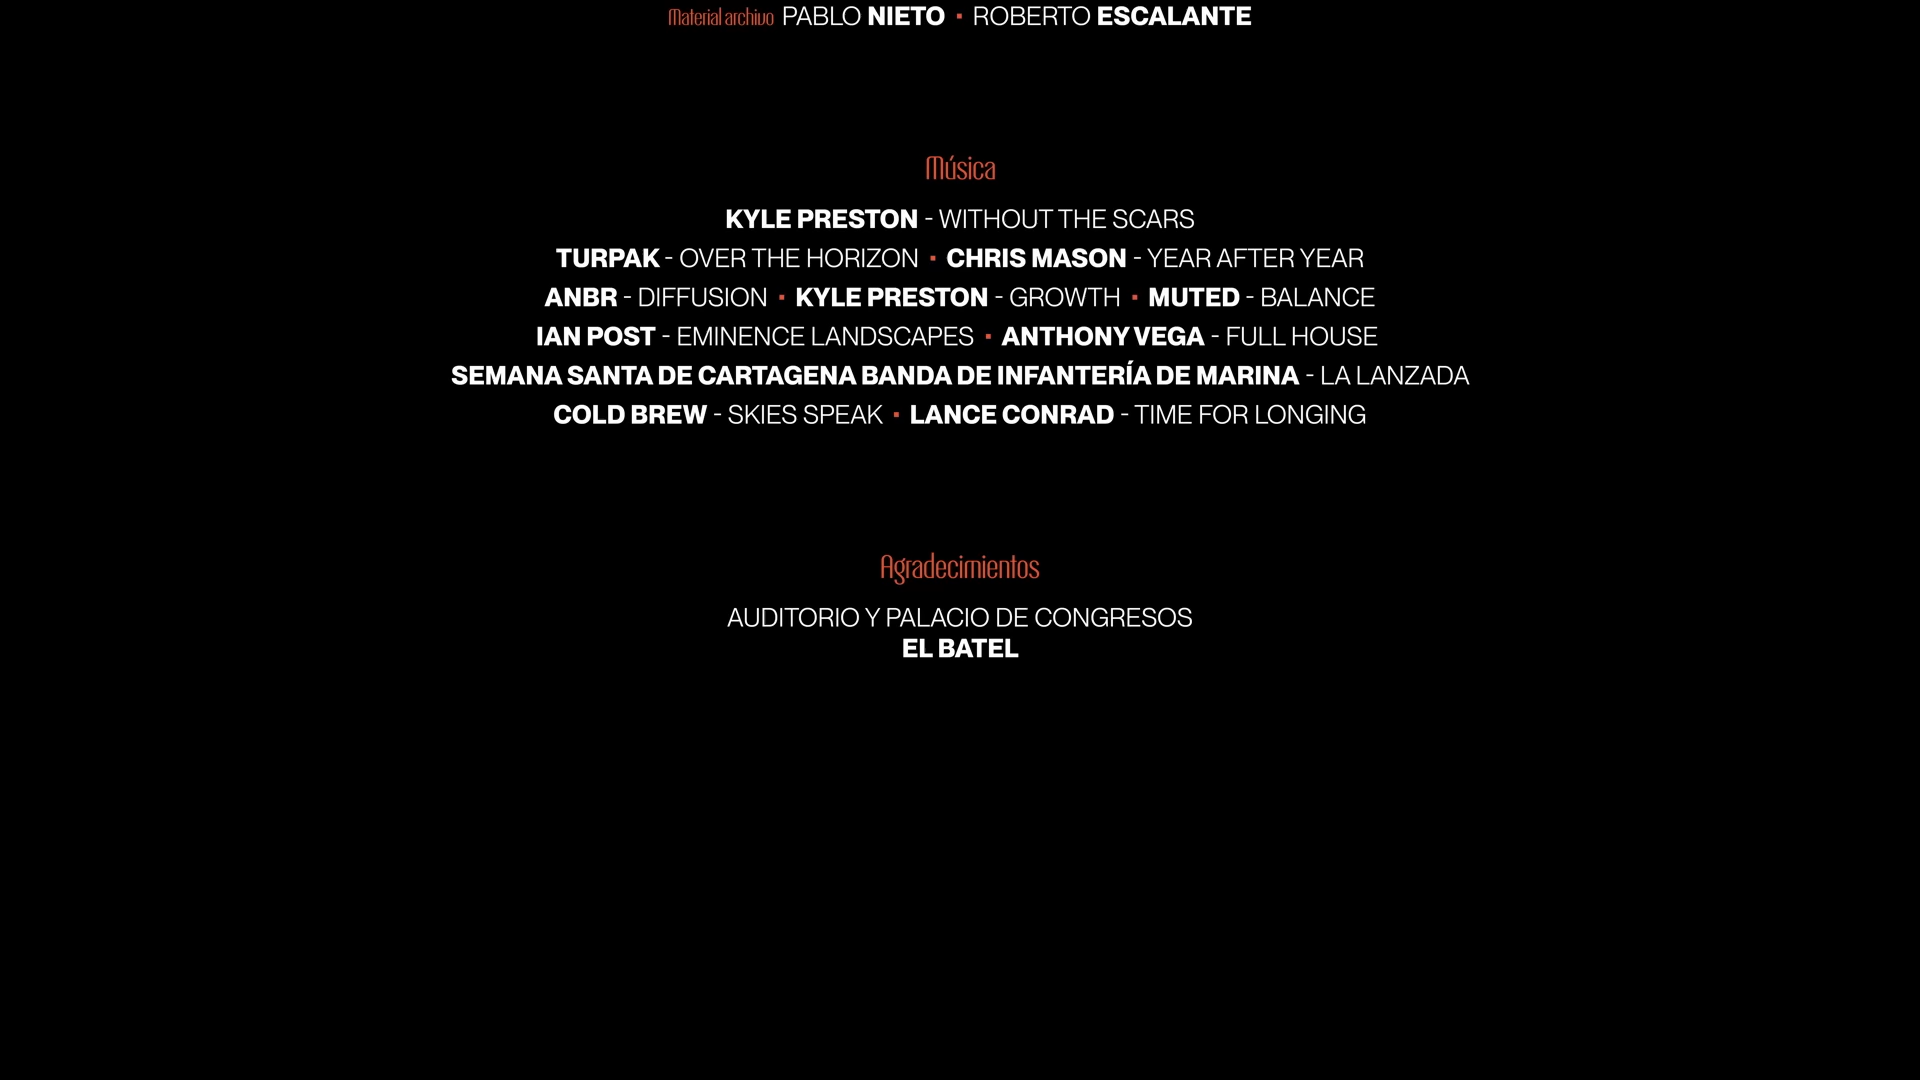 Material archivo PABLO NIETO ▪ ROBERTO ESCALANTE
Música
KYLE PRESTON - WITHOUT THE SCARS
TURPAK - OVER THE HORIZON ▪ CHRIS MASON - YEAR AFTER YEAR
ANBR - DIFFUSION ▪ KYLE PRESTON - GROWTH ▪ MUTED - BALANCE
IAN POST - EMINENCE LANDSCAPES ▪ ANTHONY VEGA - FULL HOUSE
SEMANA SANTA DE CARTAGENA BANDA DE INFANTERÍA DE MARINA - LA LANZADA
COLD BREW - SKIES SPEAK ▪ LANCE CONRAD - TIME FOR LONGING
Agradecimientos
AUDITORIO Y PALACIO DE CONGRESOS
EL BATEL